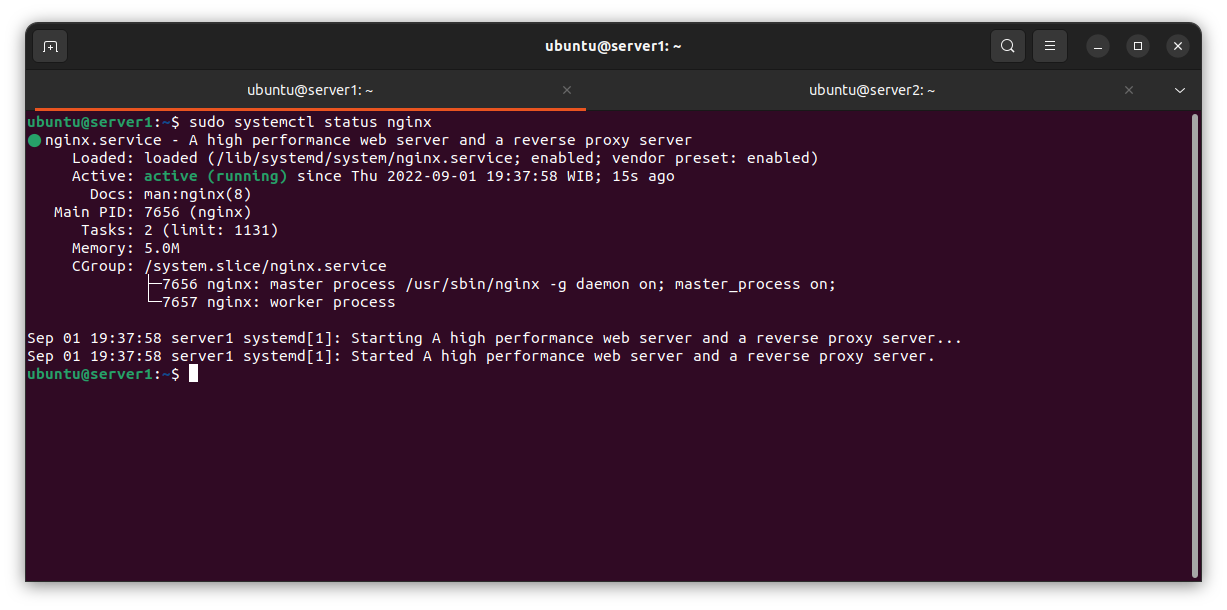 ubuntu@server1: ~
ubuntu@server1: ~
ubuntu@server2: ~
ubuntu@server1:~$ sudo systemctl status nginx
● nginx.service - A high performance web server and a reverse proxy server
     Loaded: loaded (/lib/systemd/system/nginx.service; enabled; vendor preset: enabled)
     Active: active (running) since Thu 2022-09-01 19:37:58 WIB; 15s ago
       Docs: man:nginx(8)
   Main PID: 7656 (nginx)
      Tasks: 2 (limit: 1131)
     Memory: 5.0M
     CGroup: /system.slice/nginx.service
             ├─7656 nginx: master process /usr/sbin/nginx -g daemon on; master_process on;
             └─7657 nginx: worker process
Sep 01 19:37:58 server1 systemd[1]: Starting A high performance web server and a reverse proxy server...
Sep 01 19:37:58 server1 systemd[1]: Started A high performance web server and a reverse proxy server.
ubuntu@server1:~$